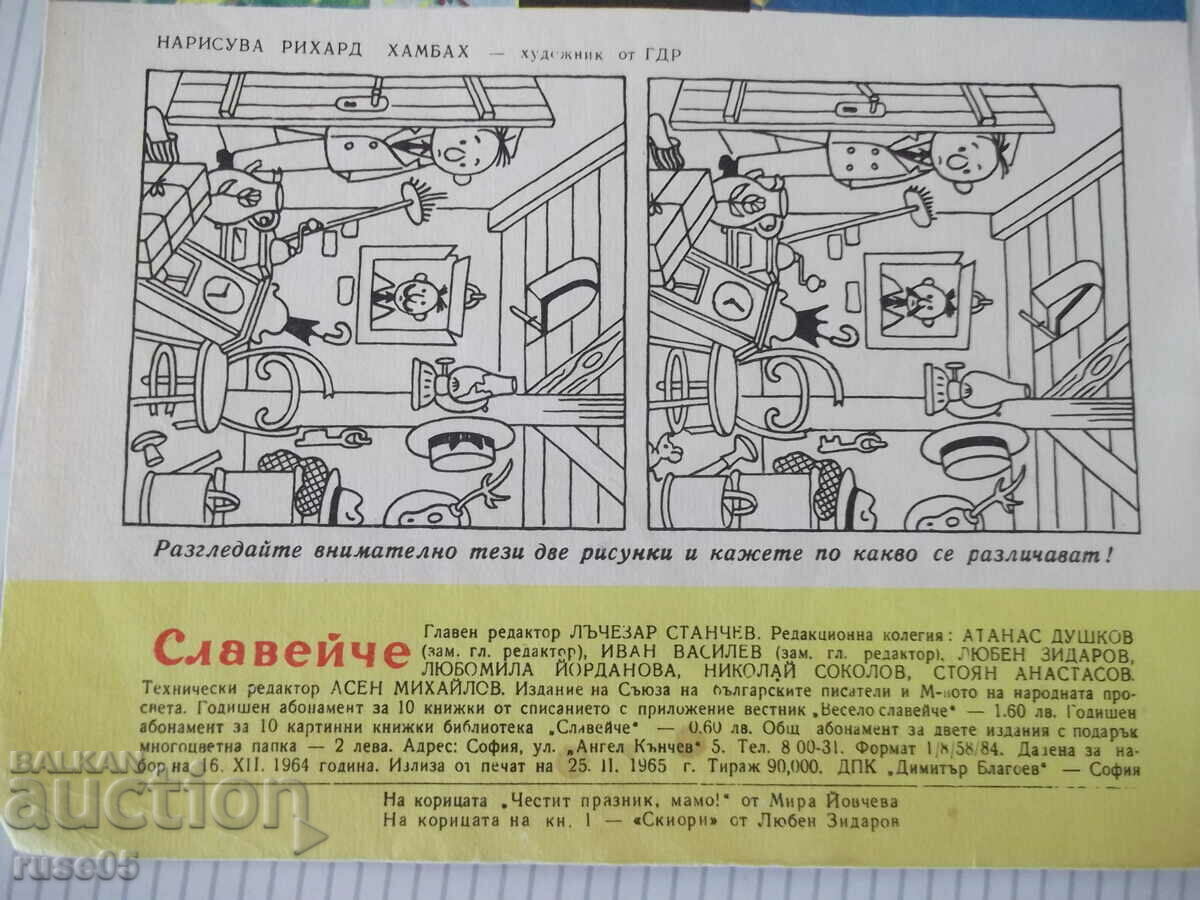 НАРИСУВА РИХАРД ХАМБАХ — художник от ГДР
Разгледайте внимателно тези две рисунки и кажете по какво се различават!
Славейче
Главен редактор ЛЪЧЕЗАР СТАНЧЕВ. Редакционна колегия: АТАНАС ДУШКОВ
(зам. гл. редактор), ИВАН ВАСИЛЕВ (зам. гл. редактор), ЛЮБЕН ЗИДАРОВ,
ЛЮБОМИЛА ЙОРДАНОВА, НИКОЛАЙ СОКОЛОВ, СТОЯН АНАСТАСОВ.
Технически редактор АСЕН МИХАЙЛОВ. Издание на Съюза на българските писатели и М-вото на народната про-
света. Годишен абонамент за 10 книжки от списанието с приложение вестник „Весело славейче“ — 1.60 лв. Годишен
абонамент за 10 картинни книжки библиотека „Славейче“ — 0.60 лв. Общ абонамент за двете издания с подарък
многоцветна папка — 2 лева. Адрес: София, ул. „Ангел Кънчев“ 5. Тел. 8 00-31. Формат 1/8/58/84. Дадена за на-
бор на 16. XII. 1964 година. Излиза от печат на 25. II. 1965 г. Тираж 90,000. ДПК „Димитър Благоев“ — София
На корицата „Честит празник, мамо!“ от Мира Йовчева
На корицата на кн. 1 — «Скиори» от Любен Зидаров
BALKAN
auction
ruse05